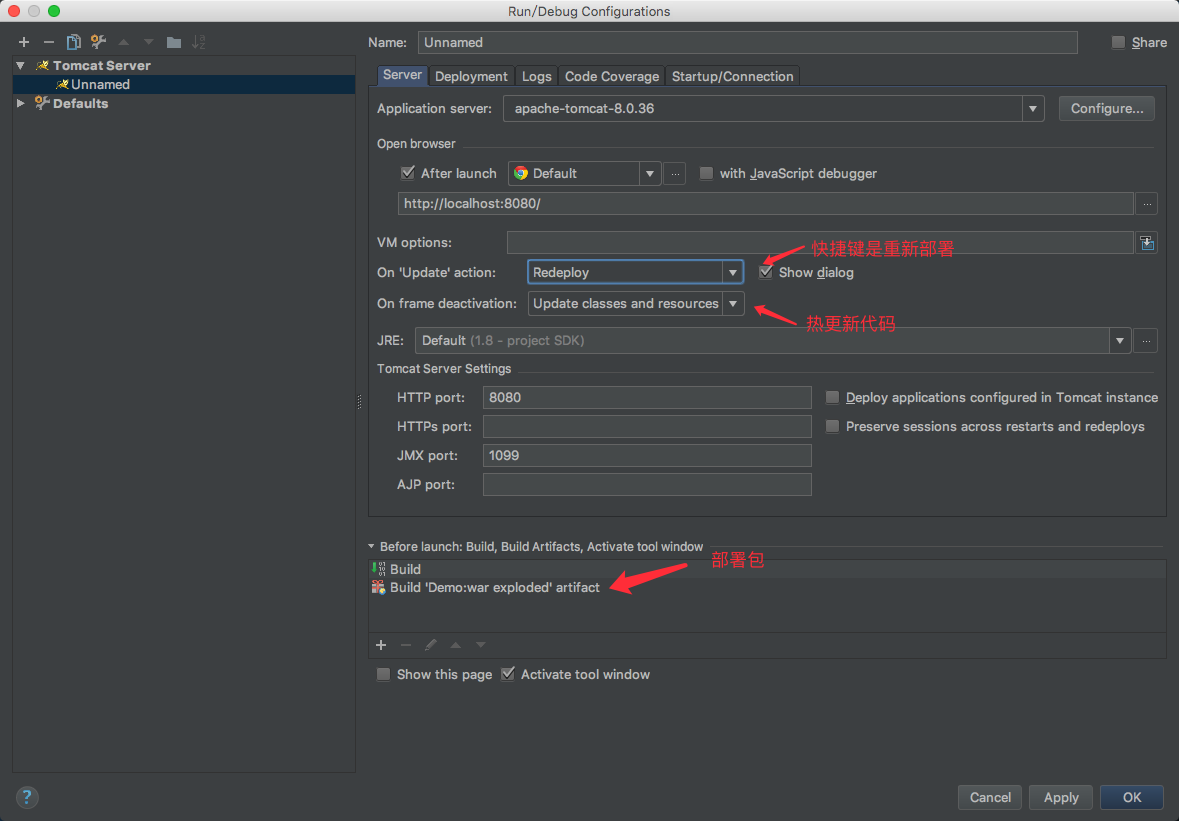 Run/Debug Configurations
Tomcat Server
Unnamed
Defaults
Name: Unnamed Share
Server Deployment Logs Code Coverage Startup/Connection
Application server: apache-tomcat-8.0.36 Configure...
Open browser
After launch Default ... with JavaScript debugger
http://localhost:8080/ ...
VM options:
快捷键是重新部署
On 'Update' action: Redeploy Show dialog
On frame deactivation: Update classes and resources
热更新代码
JRE: Default (1.8 - project SDK) ...
Tomcat Server Settings
HTTP port: 8080 Deploy applications configured in Tomcat instance
HTTPs port: Preserve sessions across restarts and redeploys
JMX port: 1099
AJP port:
Before launch: Build, Build Artifacts, Activate tool window
部署包
Build
Build 'Demo:war exploded' artifact
Show this page Activate tool window
? Cancel Apply OK